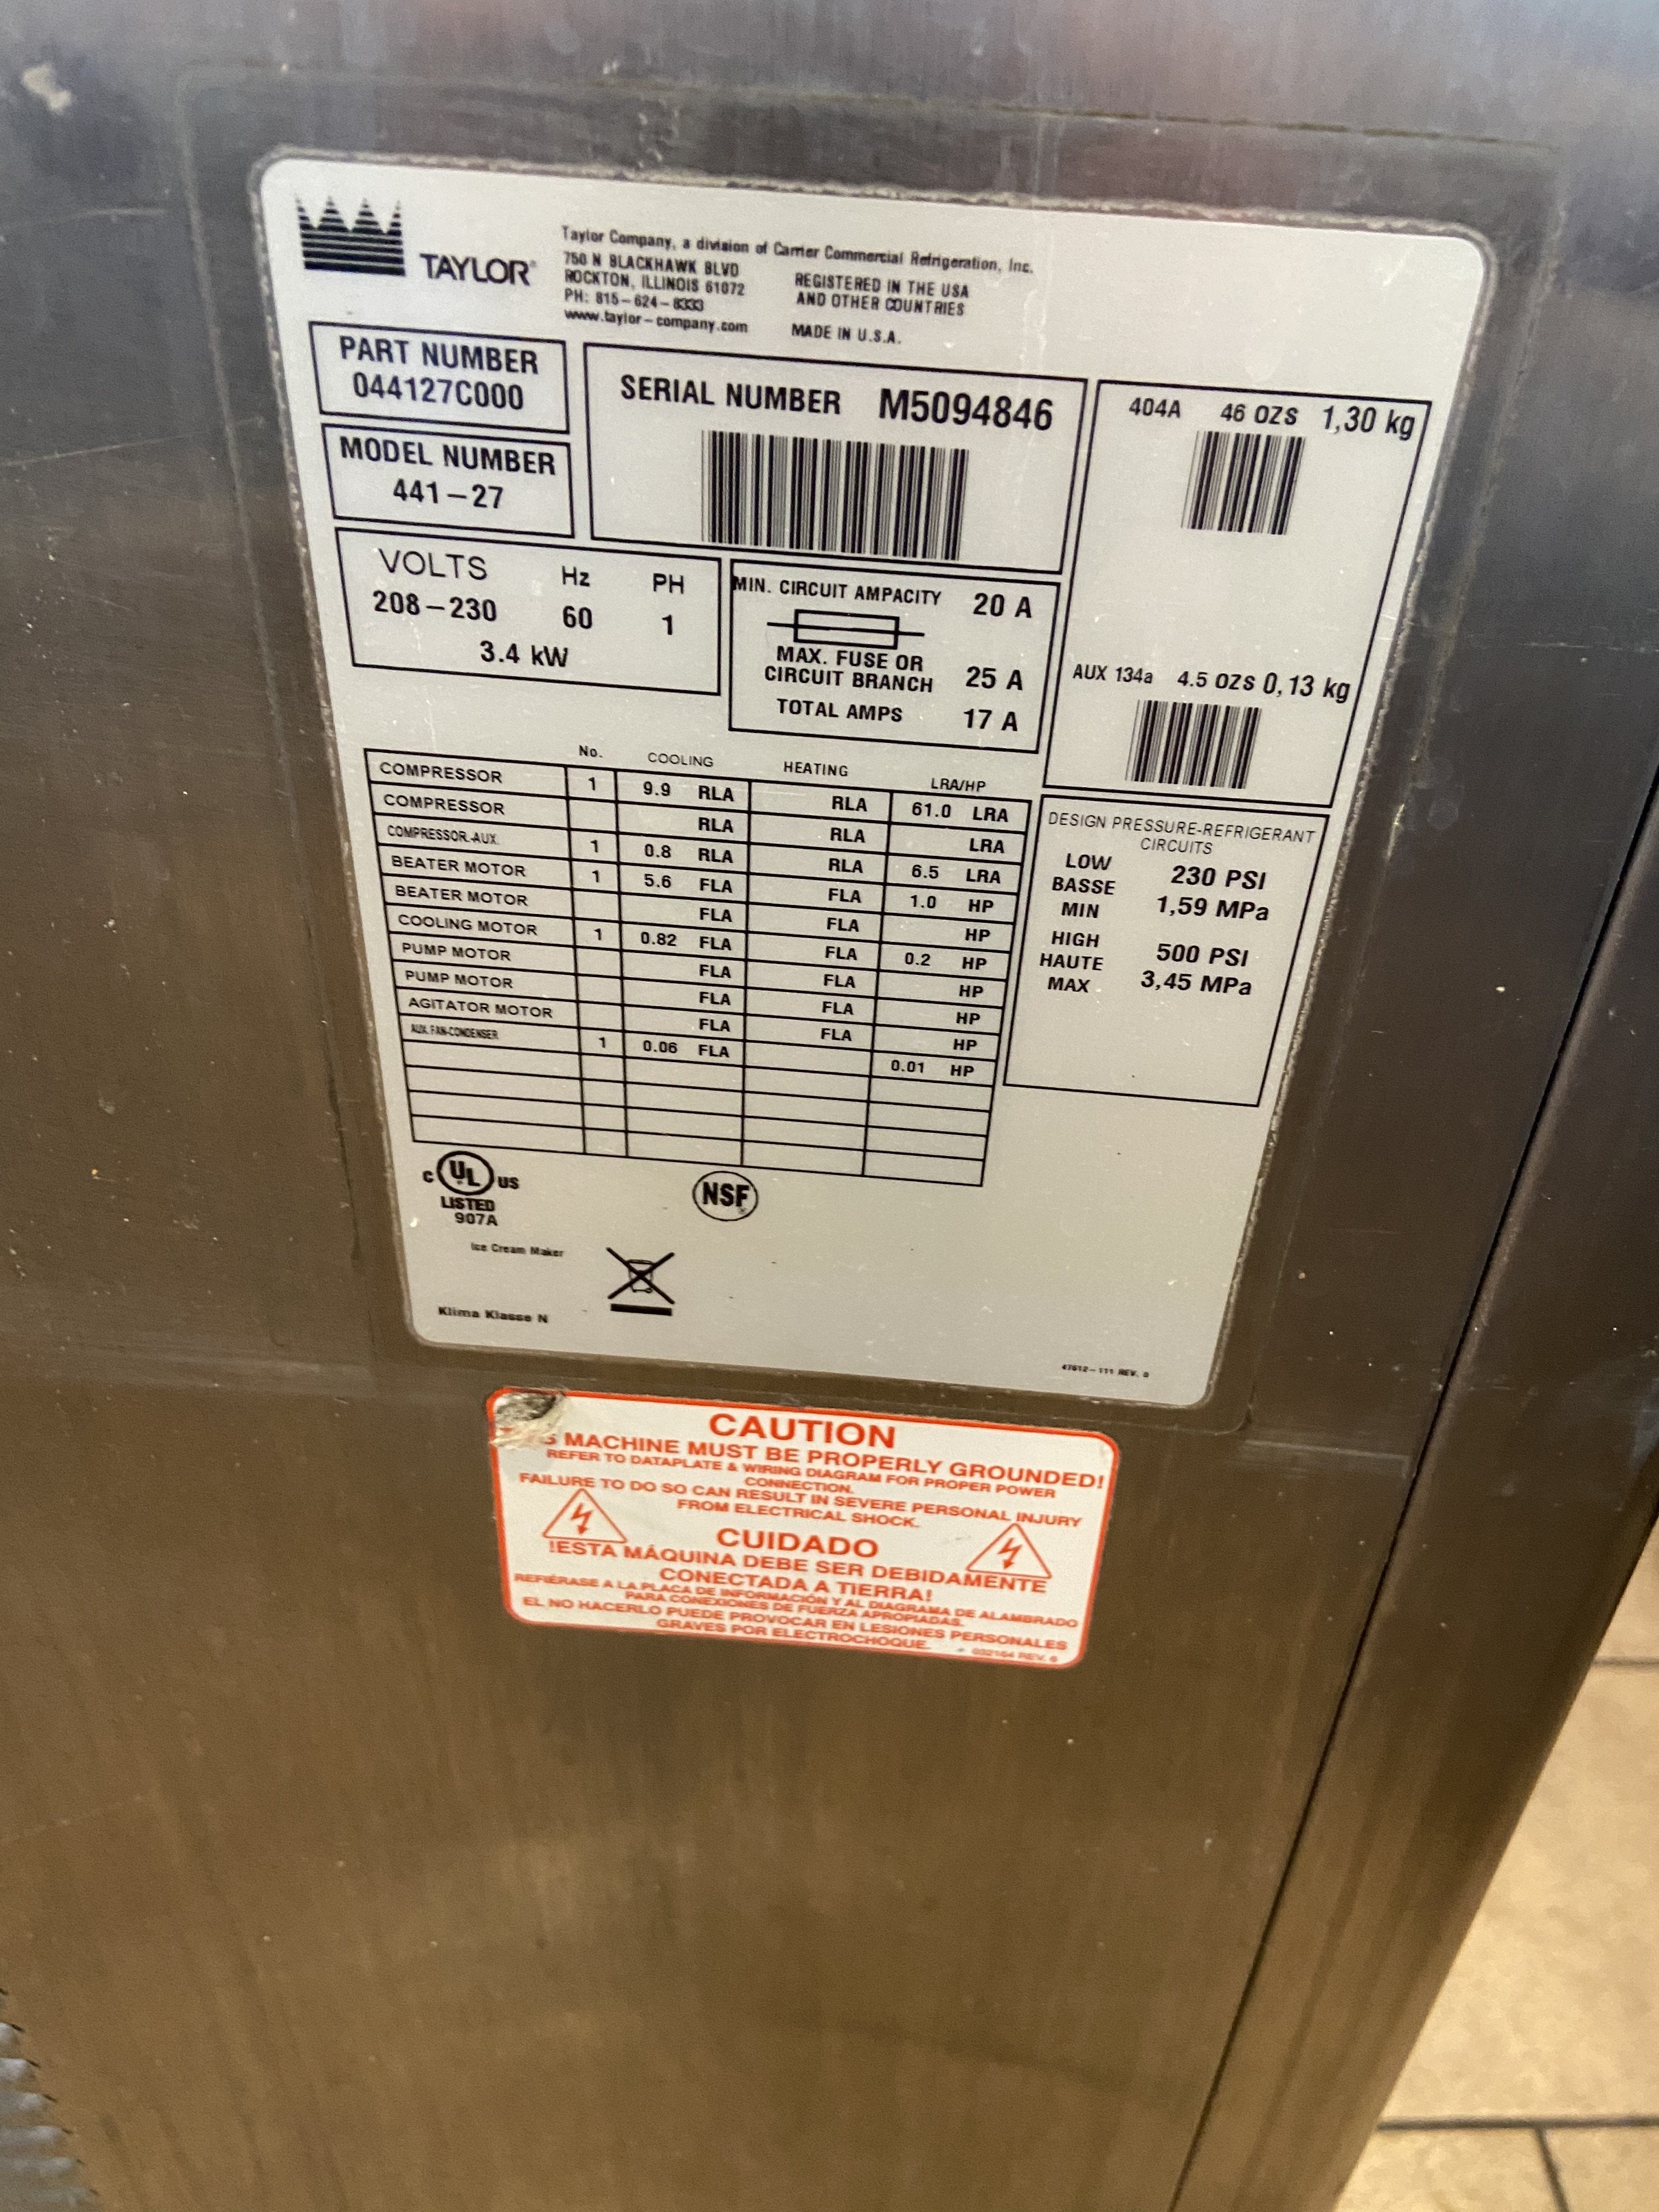 TAYLOR®
Taylor Company, a division of Carrier Commercial Refrigeration, Inc.
750 N BLACKHAWK BLVD
ROCKTON, ILLINOIS 61072
PH: 815-624-8333
www.taylor-company.com
REGISTERED IN THE USA
AND OTHER COUNTRIES
MADE IN U.S.A.
PART NUMBER
044127C000
MODEL NUMBER
441-27
SERIAL NUMBER M5094846
404A 46 OZS 1,30 kg
AUX 134a 4.5 OZS 0,13 kg
VOLTS Hz PH
208-230 60 1
3.4 kW
MIN. CIRCUIT AMPACITY 20 A
MAX. FUSE OR
CIRCUIT BRANCH 25 A
TOTAL AMPS 17 A
No. COOLING HEATING LRA/HP
COMPRESSOR 1 9.9 RLA RLA 61.0 LRA
COMPRESSOR RLA RLA LRA
COMPRESSOR-AUX. 1 0.8 RLA RLA 6.5 LRA
BEATER MOTOR 1 5.6 FLA FLA 1.0 HP
BEATER MOTOR FLA FLA HP
COOLING MOTOR 1 0.82 FLA FLA 0.2 HP
PUMP MOTOR FLA FLA HP
PUMP MOTOR FLA FLA HP
AGITATOR MOTOR FLA FLA HP
AUX. FAN-CONDENSER 1 0.06 FLA 0.01 HP
DESIGN PRESSURE-REFRIGERANT
CIRCUITS
LOW
BASSE 230 PSI
MIN 1,59 MPa
HIGH
HAUTE 500 PSI
MAX 3,45 MPa
C UL US
LISTED
907A
NSF®
Ice Cream Maker
Klima Klasse N
47612-111 REV. 0
CAUTION
S MACHINE MUST BE PROPERLY GROUNDED!
REFER TO DATAPLATE & WIRING DIAGRAM FOR PROPER POWER
CONNECTION.
FAILURE TO DO SO CAN RESULT IN SEVERE PERSONAL INJURY
FROM ELECTRICAL SHOCK.
CUIDADO
!ESTA MÁQUINA DEBE SER DEBIDAMENTE
CONECTADA A TIERRA!
REFIÉRASE A LA PLACA DE INFORMACIÓN Y AL DIAGRAMA DE ALAMBRADO
PARA CONEXIONES DE FUERZA APROPIADAS.
EL NO HACERLO PUEDE PROVOCAR EN LESIONES PERSONALES
GRAVES POR ELECTROCHOQUE.
032164 REV. 6